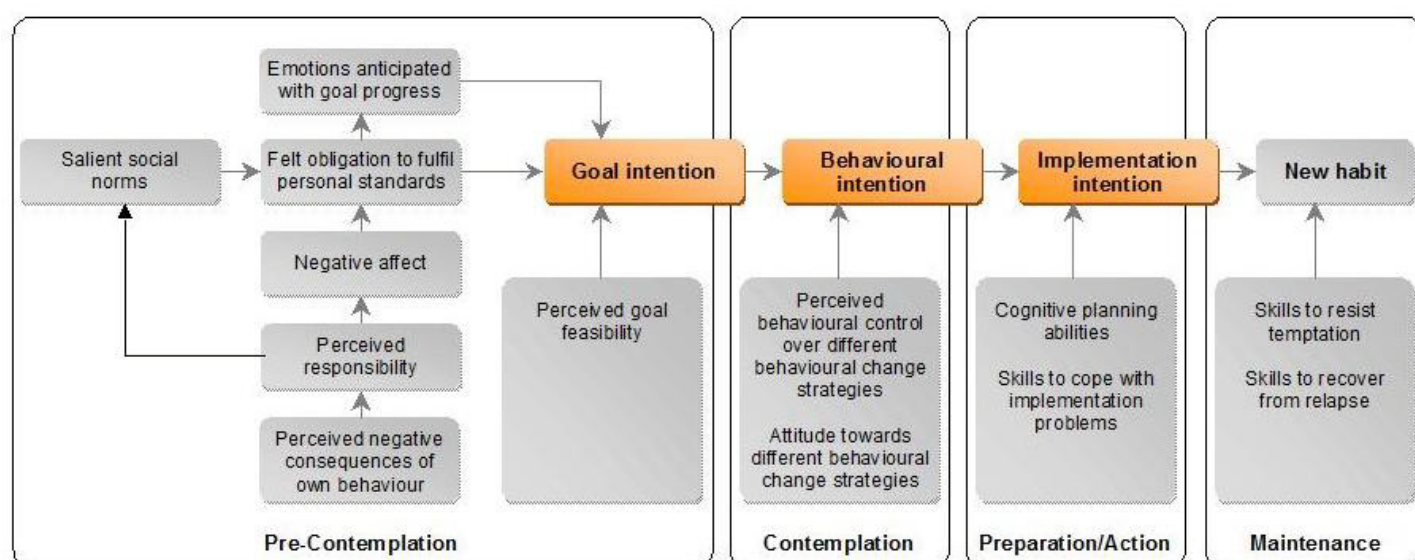 Emotions anticipated
with goal progress
Salient social
norms
Felt obligation to fulfil
personal standards
Goal intention
Behavioural
intention
Implementation
intention
New habit
Negative affect
Perceived
responsibility
Perceived negative
consequences of
own behaviour
Perceived goal
feasibility
Perceived
behavioural control
over different
behavioural change
strategies
Attitude towards
different behavioural
change strategies
Cognitive planning
abilities
Skills to cope with
implementation
problems
Skills to resist
temptation
Skills to recover
from relapse
Pre-Contemplation
Contemplation
Preparation/Action
Maintenance